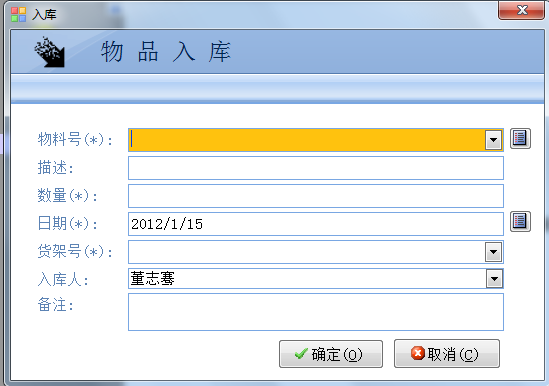 入库
物品入库
物料号(*):
描述:
数量(*):
日期(*): 2012/1/15
货架号(*):
入库人: 董志骞
备注:
确定(O) 取消(C)